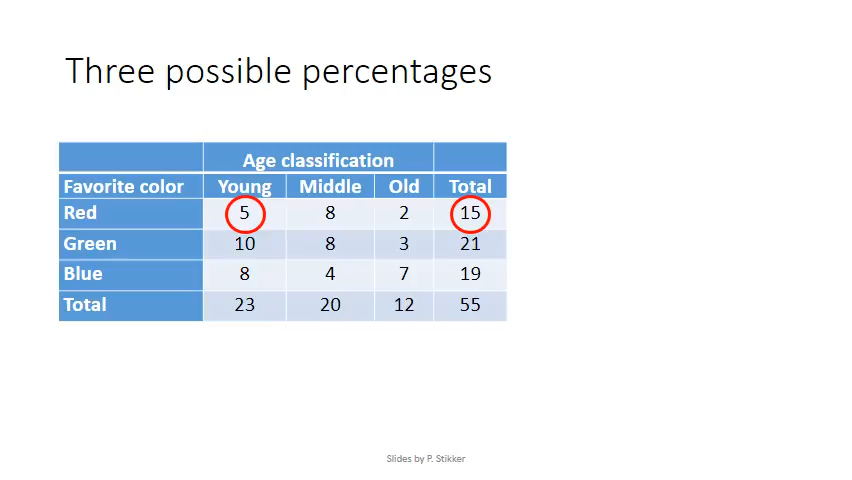 Three possible percentages
Age classification
Favorite color Young Middle Old Total
Red 5 8 2 15
Green 10 8 3 21
Blue 8 4 7 19
Total 23 20 12 55
Slides by P. Stikker